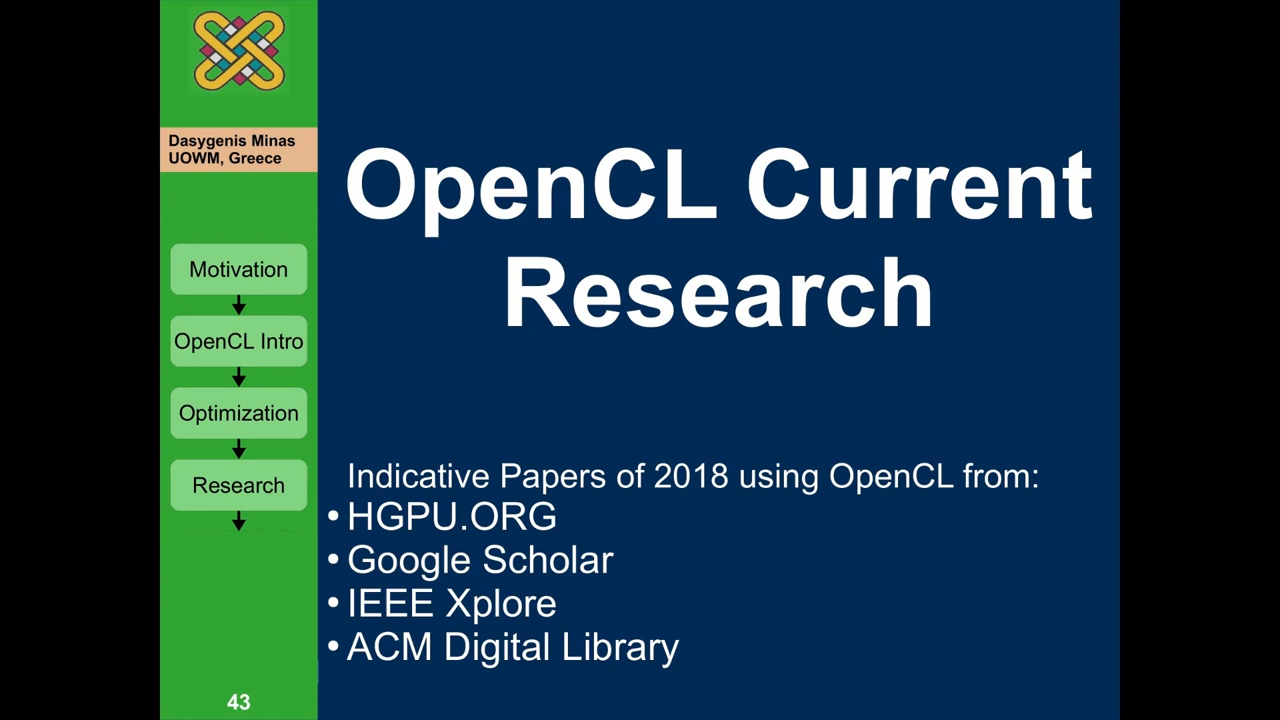 Dasygenis Minas
UOWM, Greece
Motivation
OpenCL Intro
Optimization
Research
43
OpenCL Current
Research
Indicative Papers of 2018 using OpenCL from:
• HGPU.ORG
• Google Scholar
• IEEE Xplore
• ACM Digital Library